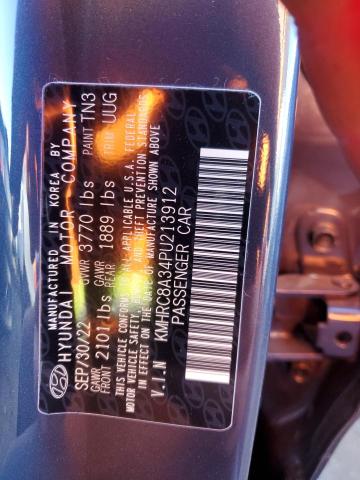 MANUFACTURED IN KOREA BY
HYUNDAI MOTOR COMPANY
SEP/30/22 GVWR 3770 lbs PAINT TN3
GAWR FRONT 2101 lbs GAWR REAR 1889 lbs TRIM UUG
THIS VEHICLE CONFORMS TO ALL APPLICABLE U.S.A. FEDERAL
MOTOR VEHICLE SAFETY, BUMPER, AND THEFT PREVENTION STANDARDS
IN EFFECT ON THE DATE OF MANUFACTURE SHOWN ABOVE.
V.I.N KMHRC8A34PU213912
PASSENGER CAR